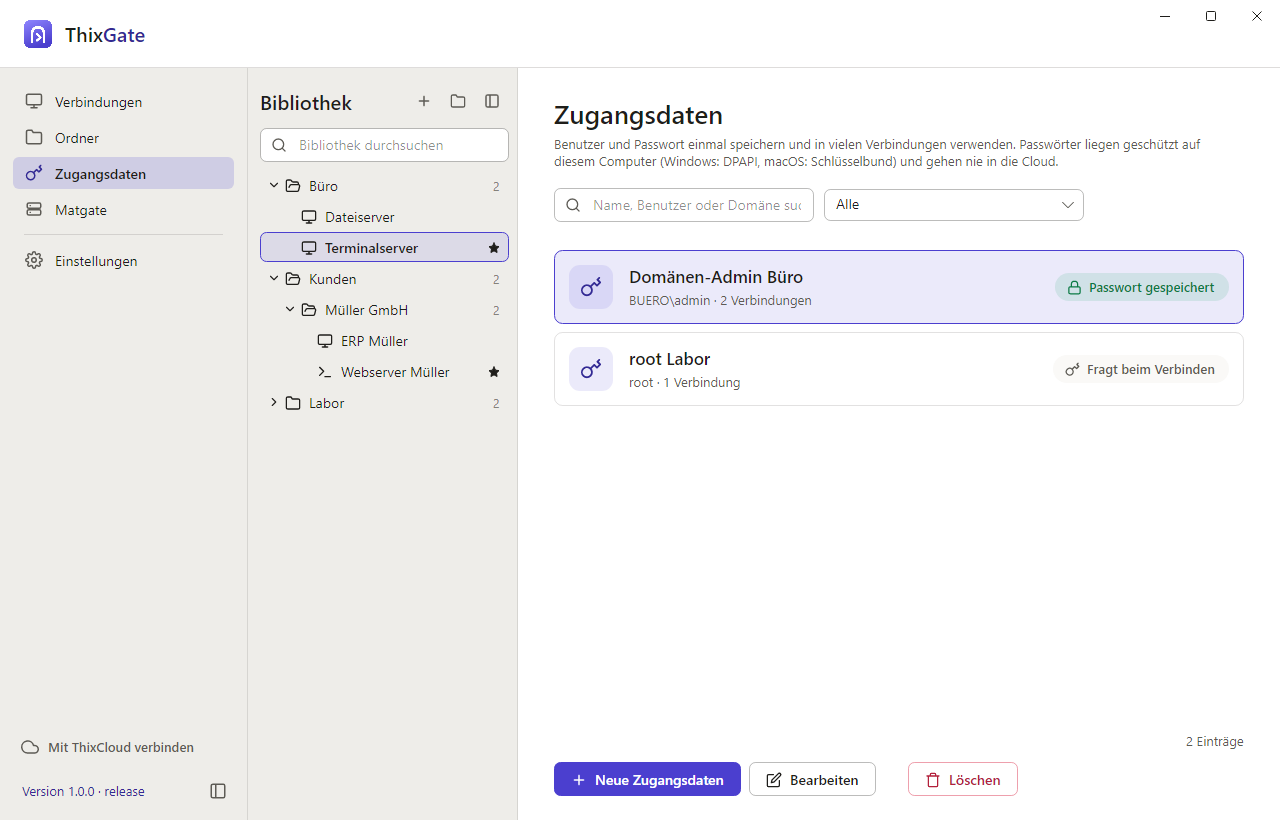 ThixGate
Verbindungen
Ordner
Zugangsdaten
Matgate
Einstellungen
Mit ThixCloud verbinden
Version 1.0.0 · release
Bibliothek
Bibliothek durchsuchen
Büro 2
Dateiserver
Terminalserver
Kunden 2
Müller GmbH 2
ERP Müller
Webserver Müller
Labor 2
Zugangsdaten
Benutzer und Passwort einmal speichern und in vielen Verbindungen verwenden. Passwörter liegen geschützt auf
diesem Computer (Windows: DPAPI, macOS: Schlüsselbund) und gehen nie in die Cloud.
Name, Benutzer oder Domäne suc
Alle
Domänen-Admin Büro
BUERO\admin · 2 Verbindungen
Passwort gespeichert
root Labor
root · 1 Verbindung
Fragt beim Verbinden
2 Einträge
Neue Zugangsdaten
Bearbeiten
Löschen